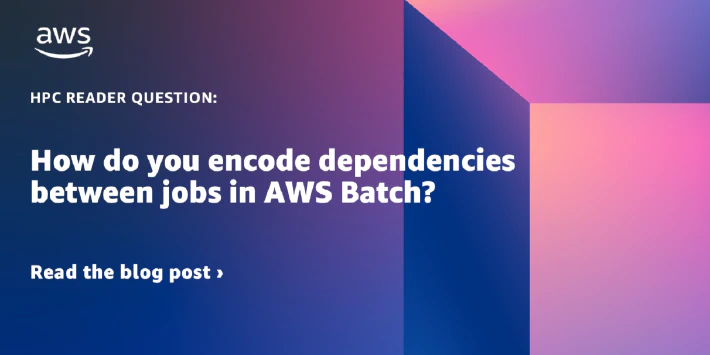 aws
HPC READER QUESTION:
How do you encode dependencies
between jobs in AWS Batch?
Read the blog post ›